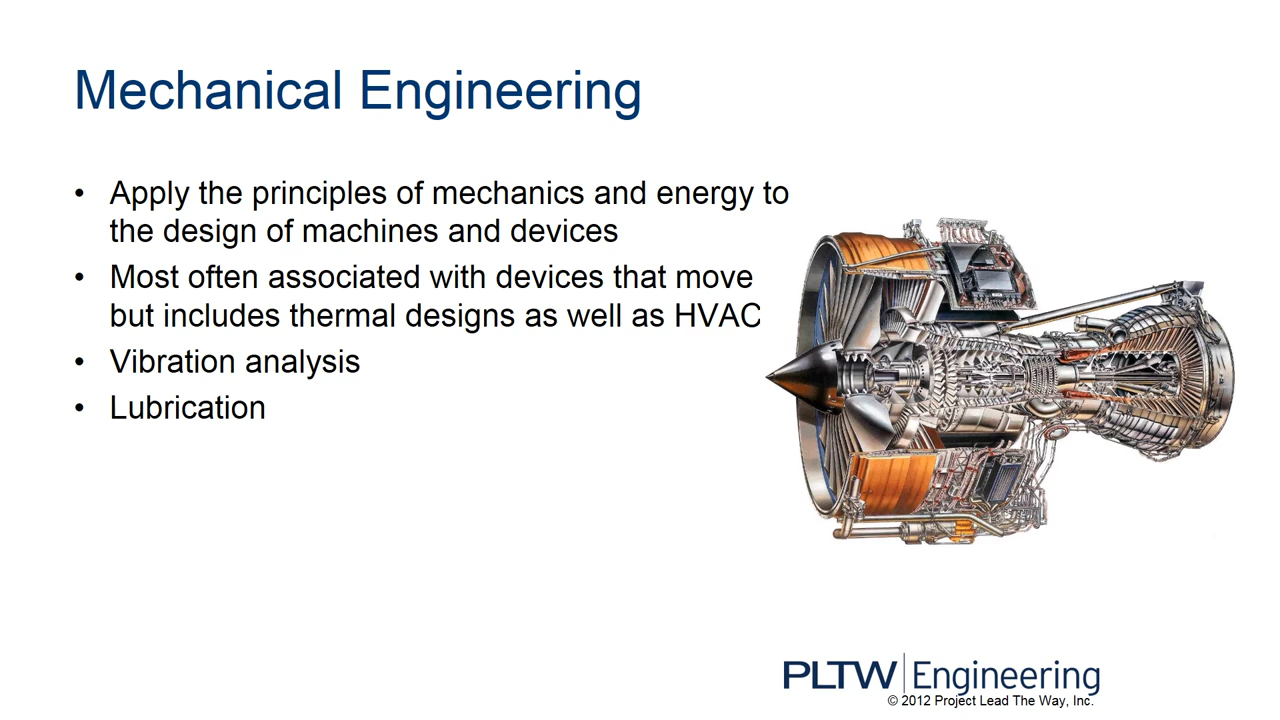 Mechanical Engineering
• Apply the principles of mechanics and energy to
the design of machines and devices
• Most often associated with devices that move
but includes thermal designs as well as HVAC
• Vibration analysis
• Lubrication
PLTW Engineering
© 2012 Project Lead The Way, Inc.